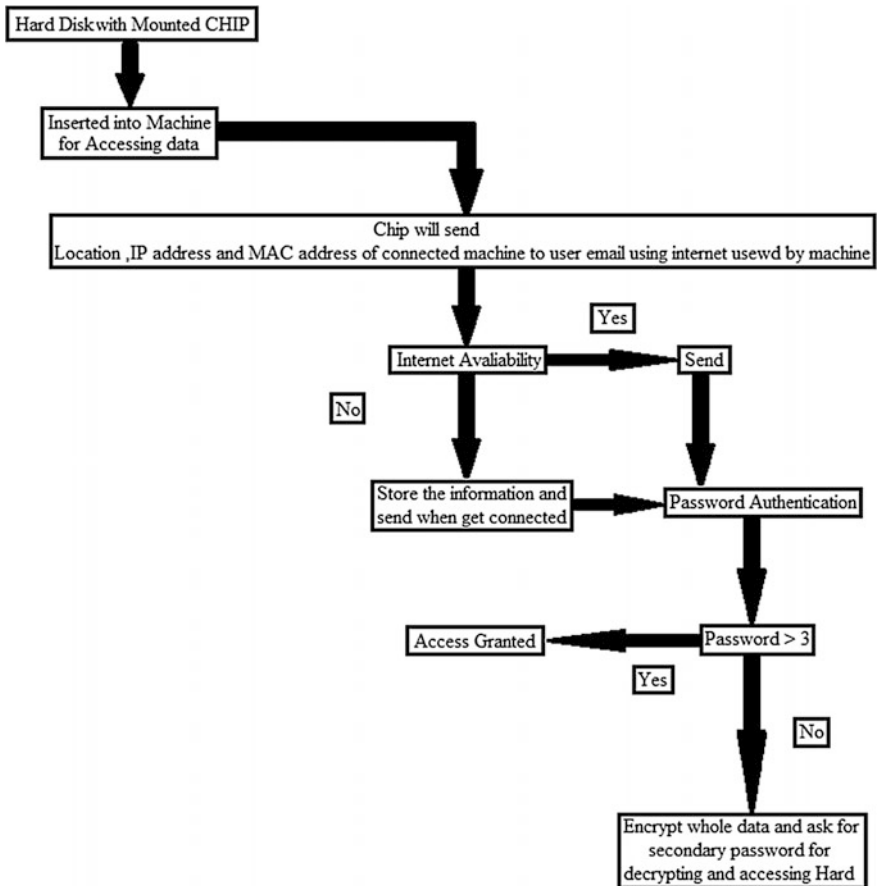 Hard Disk with Mounted CHIP
Inserted into Machine
for Accessing data
Chip will send
Location ,IP address and MAC address of connected machine to user email using internet usewd by machine
Yes
Internet Avaliability
Send
No
Store the information and
send when get connected
Password Authentication
Access Granted
Password > 3
Yes
No
Encrypt whole data and ask for
secondary password for
decrypting and accessing Hard